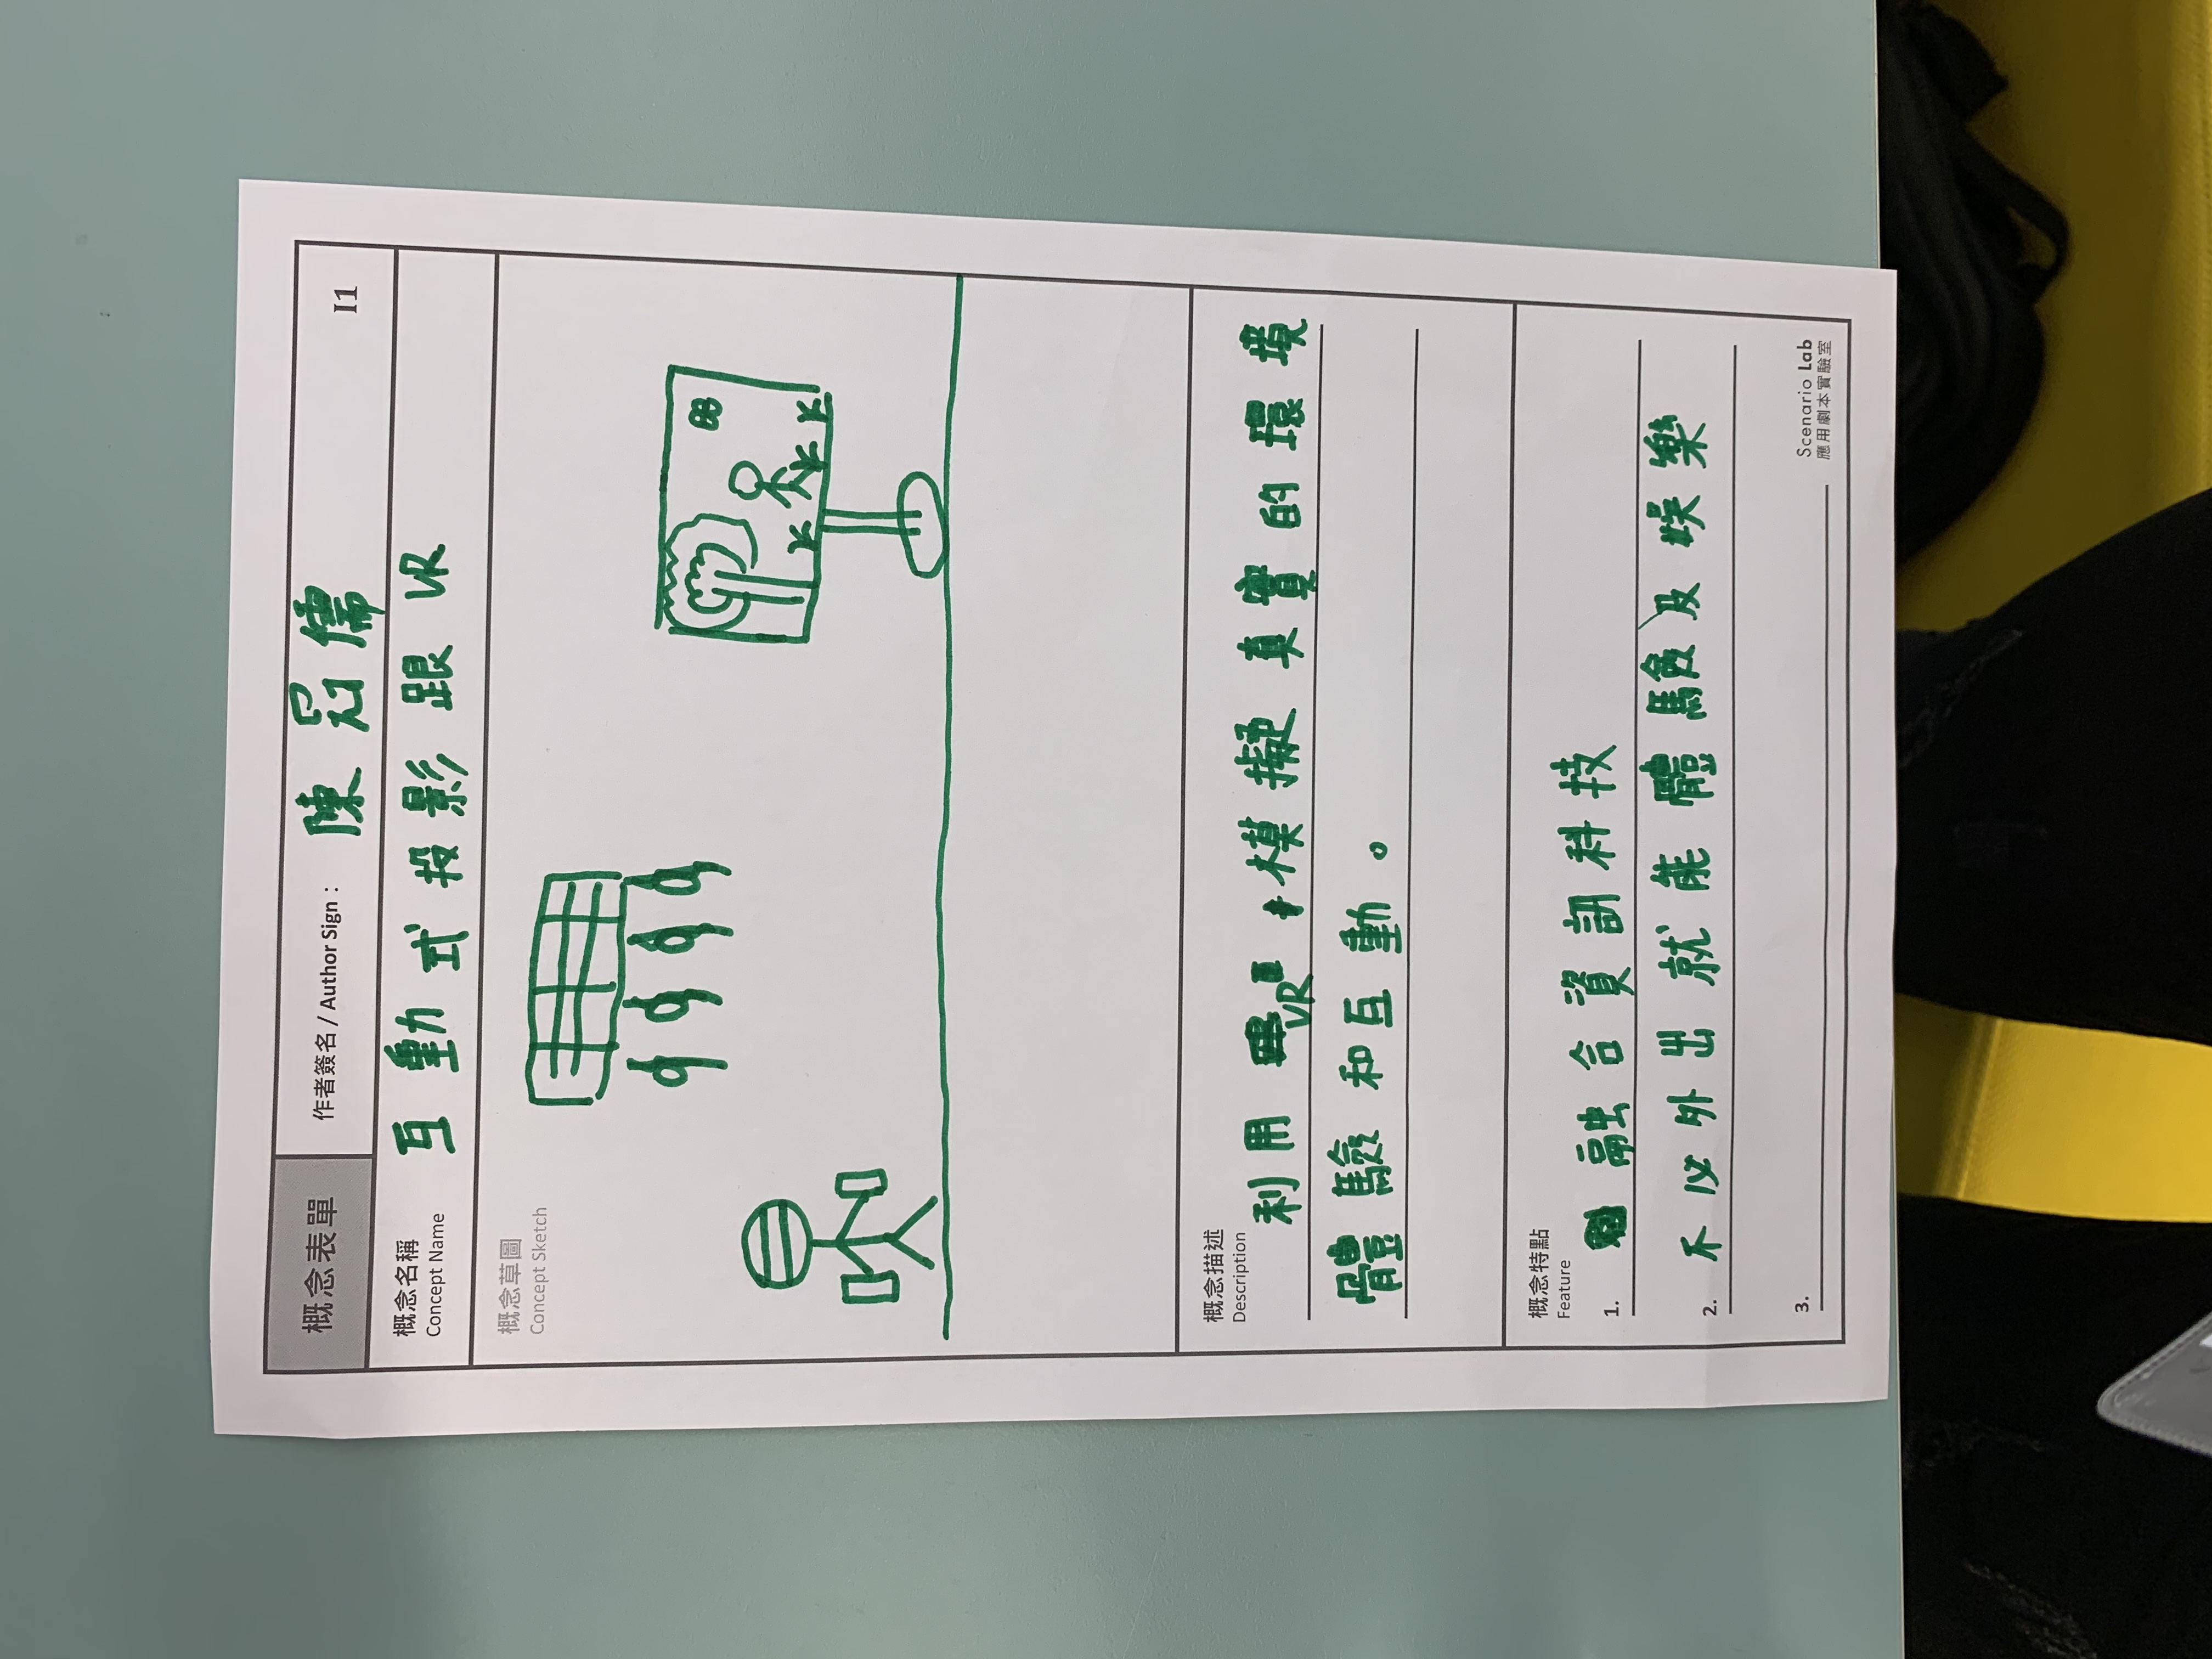 概念表單
作者簽名 / Author Sign： 陳冠儒
I1
概念名稱
Concept Name
互動式投影跟VR
概念草圖
Concept Sketch
概念描述
Description
利用VR模擬真實的環境
體驗和互動。
概念特點
Feature
1. 融合資訊科技
2. 不必外出就能體驗及娛樂
3.
Scenario Lab
應用劇本實驗室